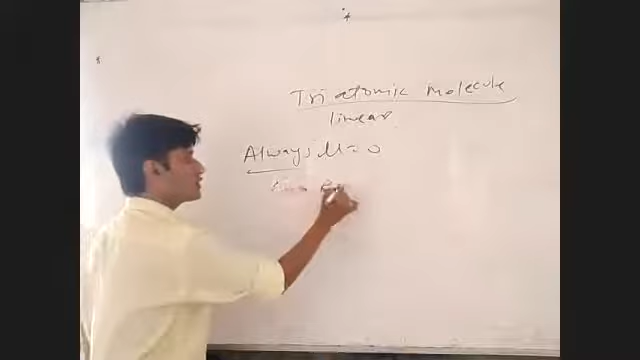 Tri atomic molecule
linear
Always μ = 0